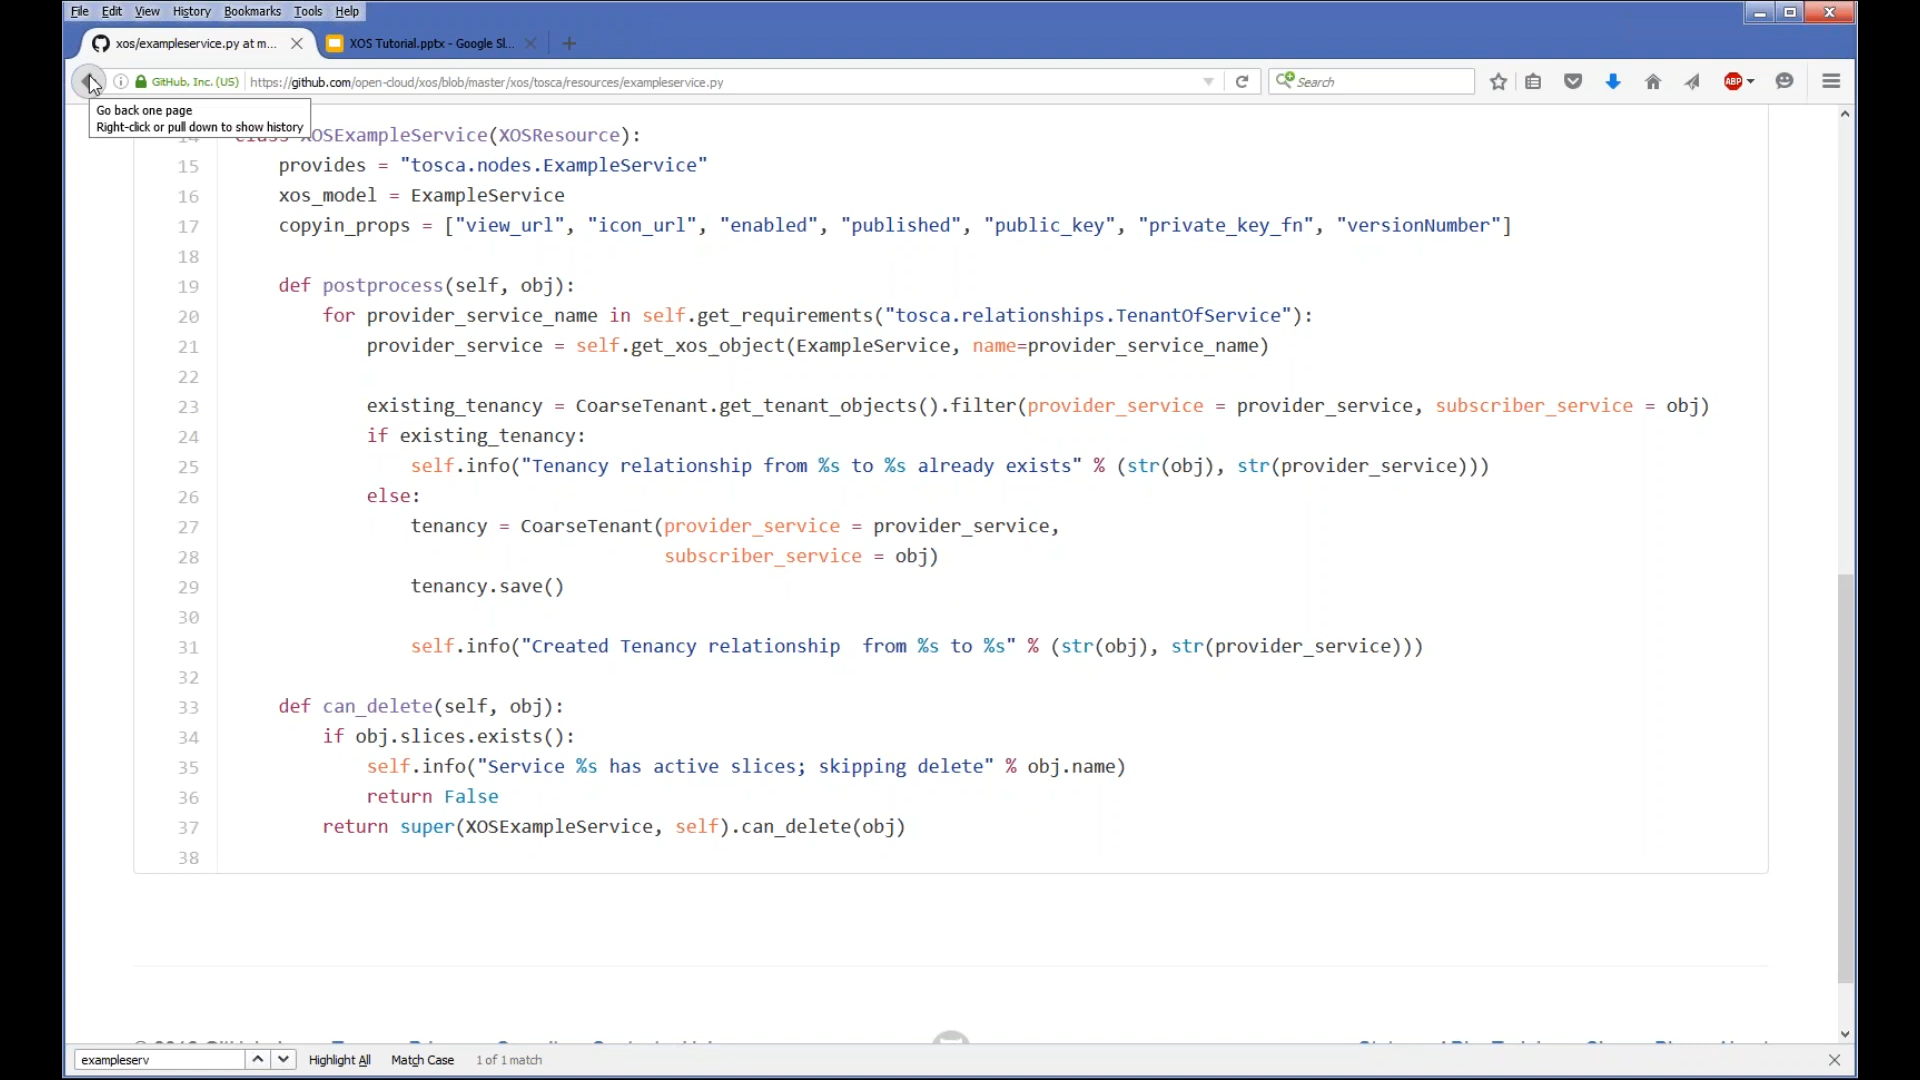 File Edit View History Bookmarks Tools Help
xos/exampleservice.py at m... XOS Tutorial.pptx - Google Sl...
GitHub, Inc. (US) https://github.com/open-cloud/xos/blob/master/xos/tosca/resources/exampleservice.py Search ABP
Go back one page
Right-click or pull down to show history
14 class XOSExampleService(XOSResource):
15 provides = "tosca.nodes.ExampleService"
16 xos_model = ExampleService
17 copyin_props = ["view_url", "icon_url", "enabled", "published", "public_key", "private_key_fn", "versionNumber"]
18
19 def postprocess(self, obj):
20 for provider_service_name in self.get_requirements("tosca.relationships.TenantOfService"):
21 provider_service = self.get_xos_object(ExampleService, name=provider_service_name)
22
23 existing_tenancy = CoarseTenant.get_tenant_objects().filter(provider_service = provider_service, subscriber_service = obj)
24 if existing_tenancy:
25 self.info("Tenancy relationship from %s to %s already exists" % (str(obj), str(provider_service)))
26 else:
27 tenancy = CoarseTenant(provider_service = provider_service,
28 subscriber_service = obj)
29 tenancy.save()
30
31 self.info("Created Tenancy relationship  from %s to %s" % (str(obj), str(provider_service)))
32
33 def can_delete(self, obj):
34 if obj.slices.exists():
35 self.info("Service %s has active slices; skipping delete" % obj.name)
36 return False
37 return super(XOSExampleService, self).can_delete(obj)
38
exampleserv Highlight All Match Case 1 of 1 match